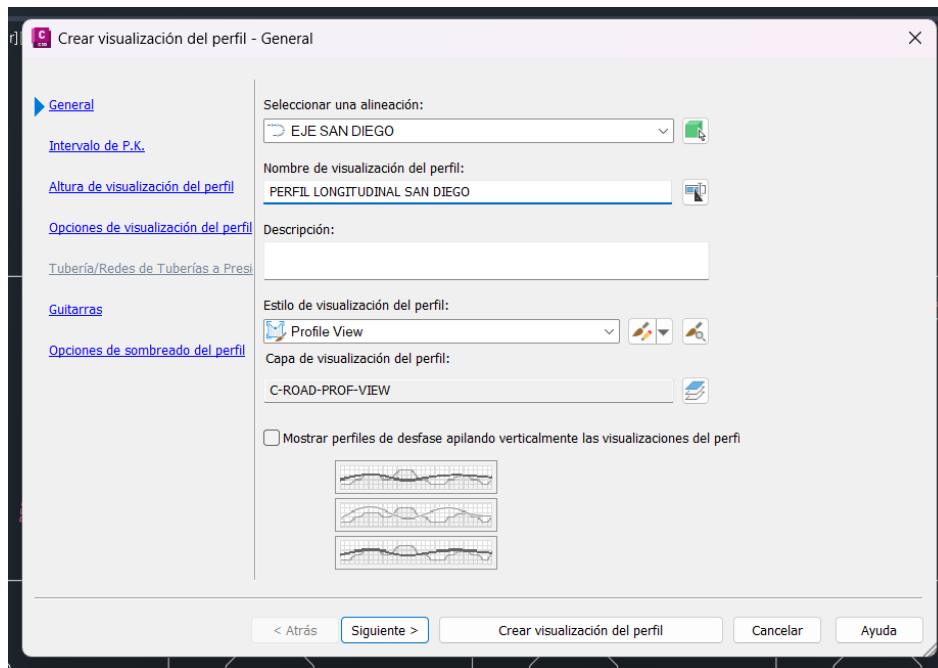 Crear visualización del perfil - General
General
Intervalo de P.K.
Altura de visualización del perfil
Opciones de visualización del perfil
Tubería/Redes de Tuberías a Presi
Guitarras
Opciones de sombreado del perfil
Seleccionar una alineación:
EJE SAN DIEGO
Nombre de visualización del perfil:
PERFIL LONGITUDINAL SAN DIEGO
Descripción:
Estilo de visualización del perfil:
Profile View
Capa de visualización del perfil:
C-ROAD-PROF-VIEW
Mostrar perfiles de desfase apilando verticalmente las visualizaciones del perfi
< Atrás
Siguiente >
Crear visualización del perfil
Cancelar
Ayuda